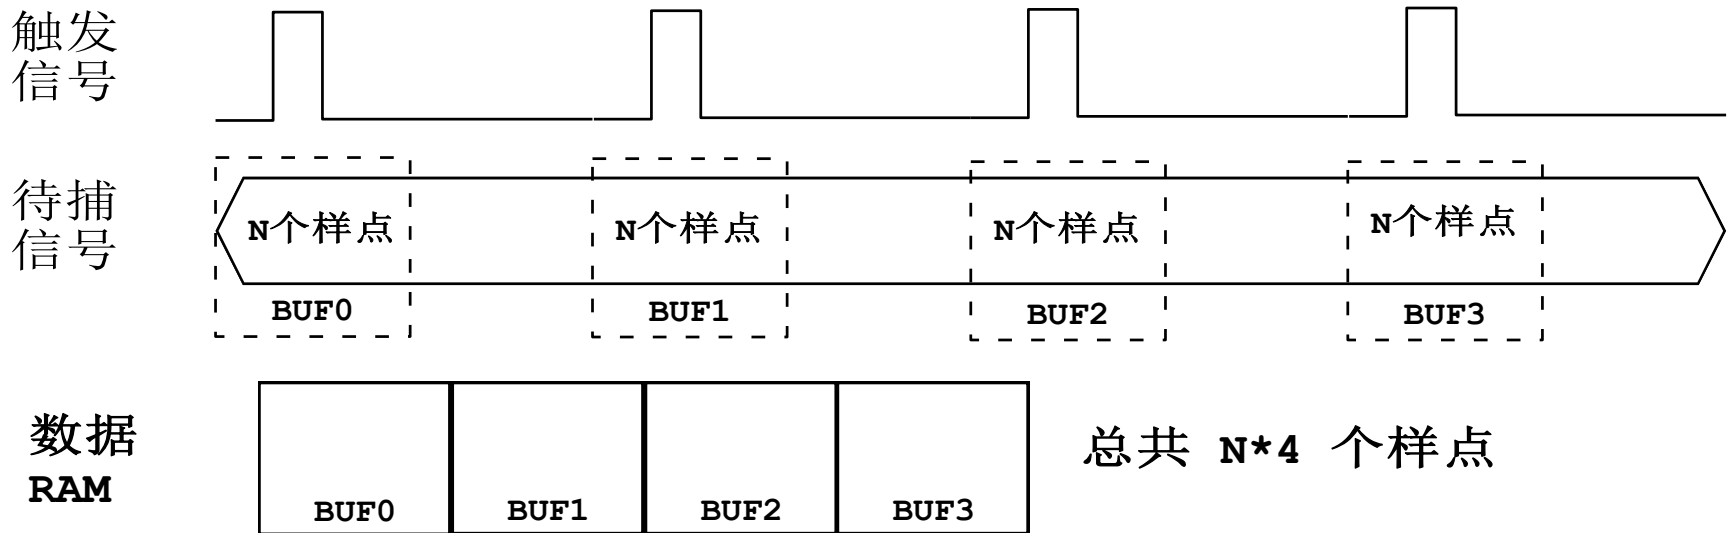 触发
信号
待捕
信号
N个样点 N个样点 N个样点 N个样点
BUF0 BUF1 BUF2 BUF3
数据
RAM
总共 N*4 个样点
BUF0 BUF1 BUF2 BUF3